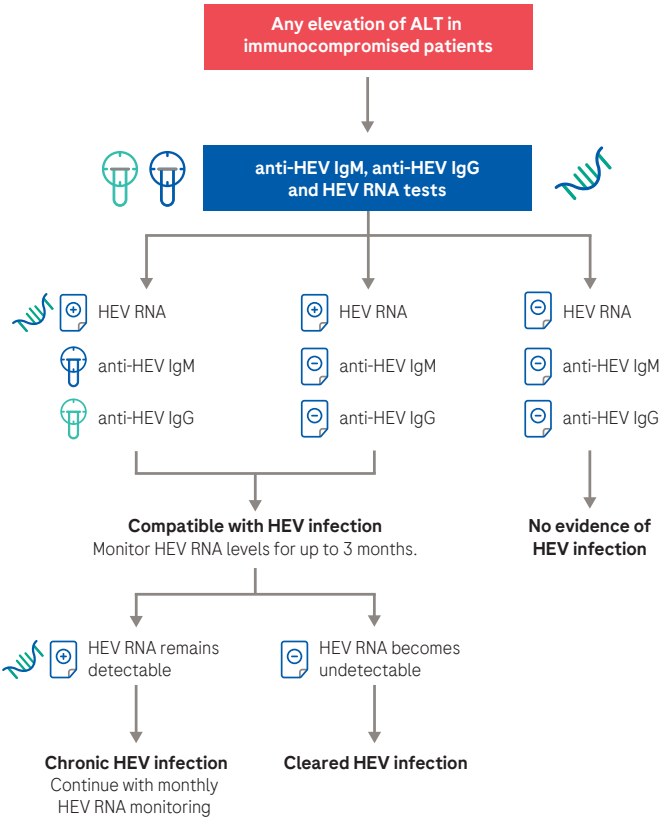 Any elevation of ALT in
immunocompromised patients
anti-HEV IgM, anti-HEV IgG
and HEV RNA tests
HEV RNA
anti-HEV IgM
anti-HEV IgG
HEV RNA
anti-HEV IgM
anti-HEV IgG
HEV RNA
anti-HEV IgM
anti-HEV IgG
Compatible with HEV infection
Monitor HEV RNA levels for up to 3 months.
No evidence of
HEV infection
HEV RNA remains
detectable
HEV RNA becomes
undetectable
Chronic HEV infection
Continue with monthly
HEV RNA monitoring
Cleared HEV infection